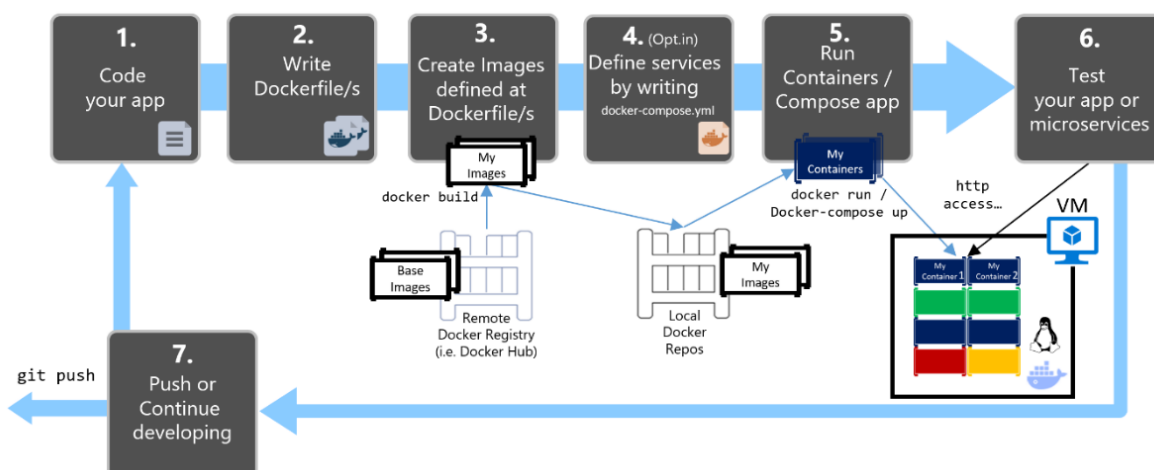 1.
Code
your app
2.
Write
Dockerfile/s
3.
Create Images
defined at
Dockerfile/s
My
Images
4. (Opt.in)
Define services
by writing
docker-compose.yml
5.
Run
Containers /
Compose app
My
Containers
6.
Test
your app or
microservices
docker build
docker run /
Docker-compose up
http
access…
VM
Base
Images
Remote
Docker Registry
(i.e. Docker Hub)
My
Images
Local
Docker
Repos
My
Container 1
My
Container 2
7.
Push or
Continue
developing
git push